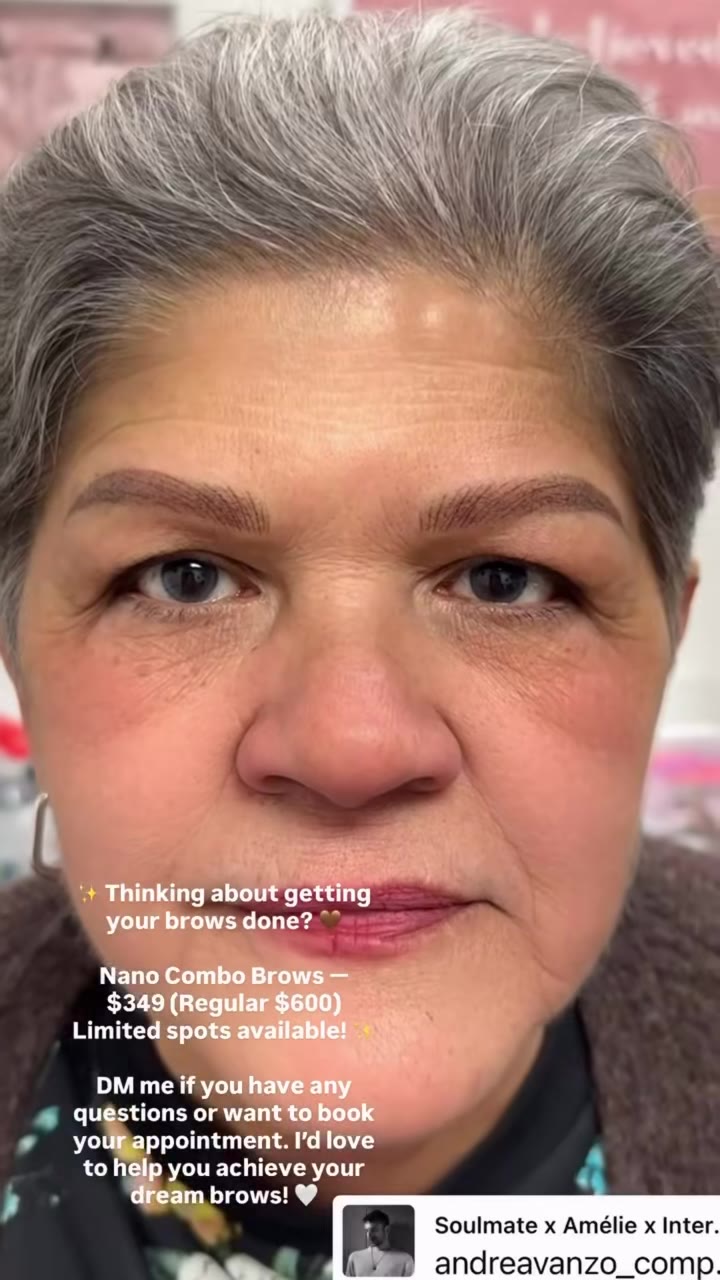 believed
✨ Thinking about getting
your brows done? 🤎
Nano Combo Brows —
$349 (Regular $600)
Limited spots available! ✨
DM me if you have any
questions or want to book
your appointment. I'd love
to help you achieve your
dream brows! 🤍
Soulmate x Amélie x Inter.
andreavanzo_comp.